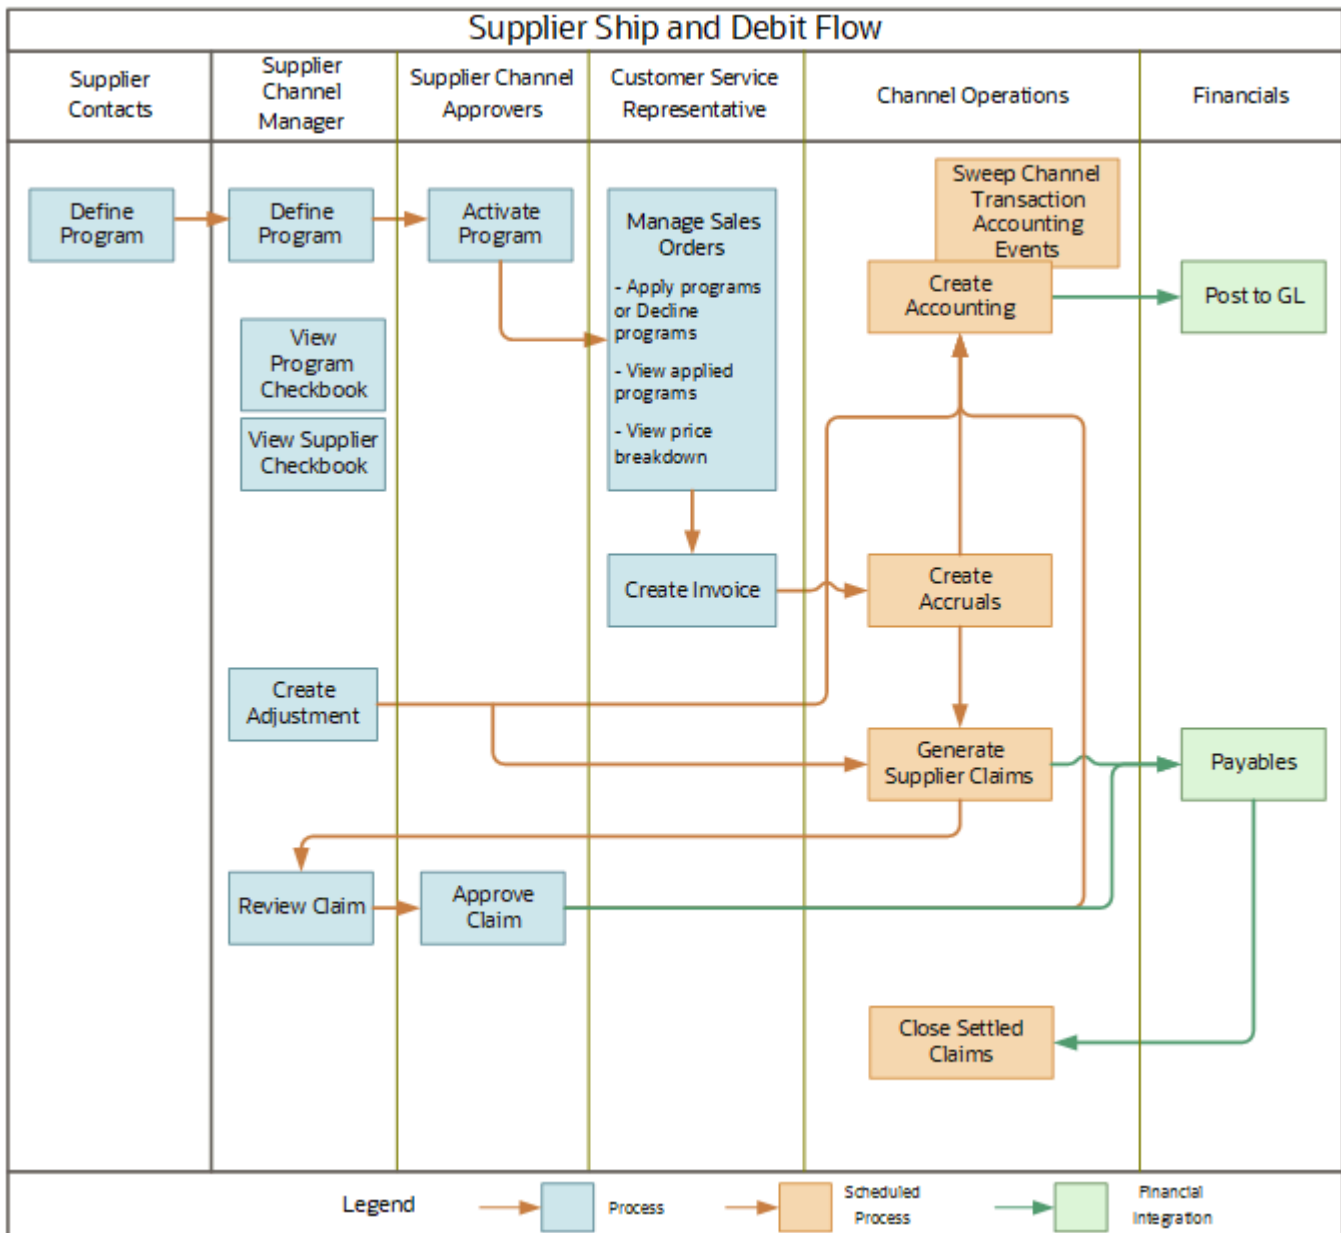 Supplier Ship and Debit Flow
Supplier
Contacts
Supplier
Channel
Manager
Supplier Channel
Approvers
Customer Service
Representative
Channel Operations
Financials
Define
Program
Define
Program
Activate
Program
Manage Sales
Orders
- Apply programs
or Decline
programs
- View applied
programs
- View price
breakdown
Sweep Channel
Transaction
Accounting
Events
Create
Accounting
Post to GL
View
Program
Checkbook
View Supplier
Checkbook
Create Invoice
Create
Accruals
Create
Adjustment
Generate
Supplier Claims
Payables
Review Claim
Approve
Claim
Close Settled
Claims
Legend
Process
Scheduled
Process
Financial
Integration